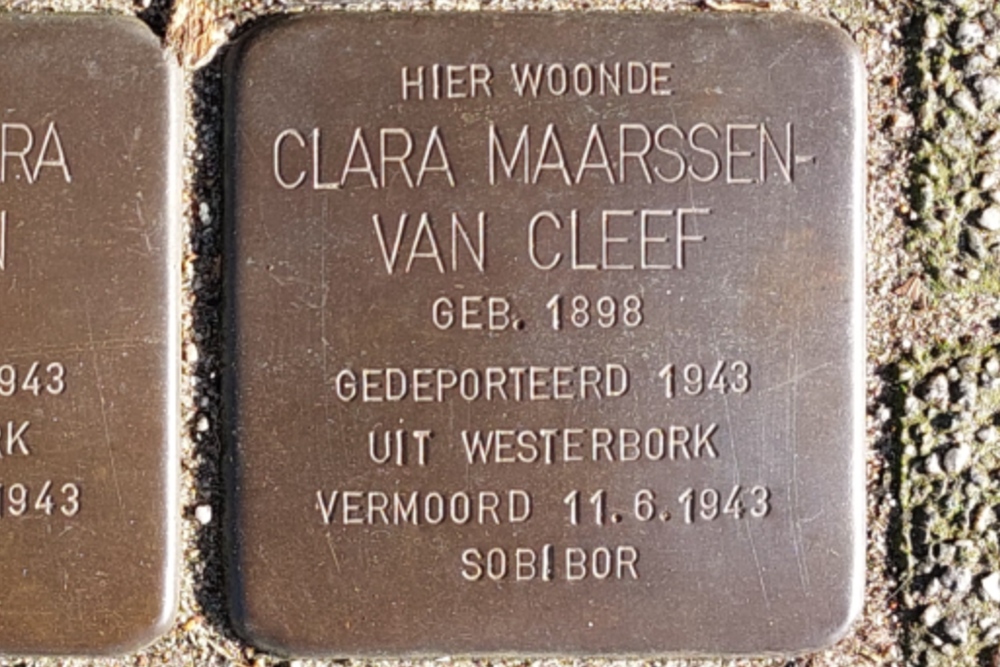 HIER WOONDE
CLARA MAARSSEN-
VAN CLEEF
GEB. 1898
GEDEPORTEERD 1943
UIT WESTERBORK
VERMOORD 11.6.1943
SOBIBOR